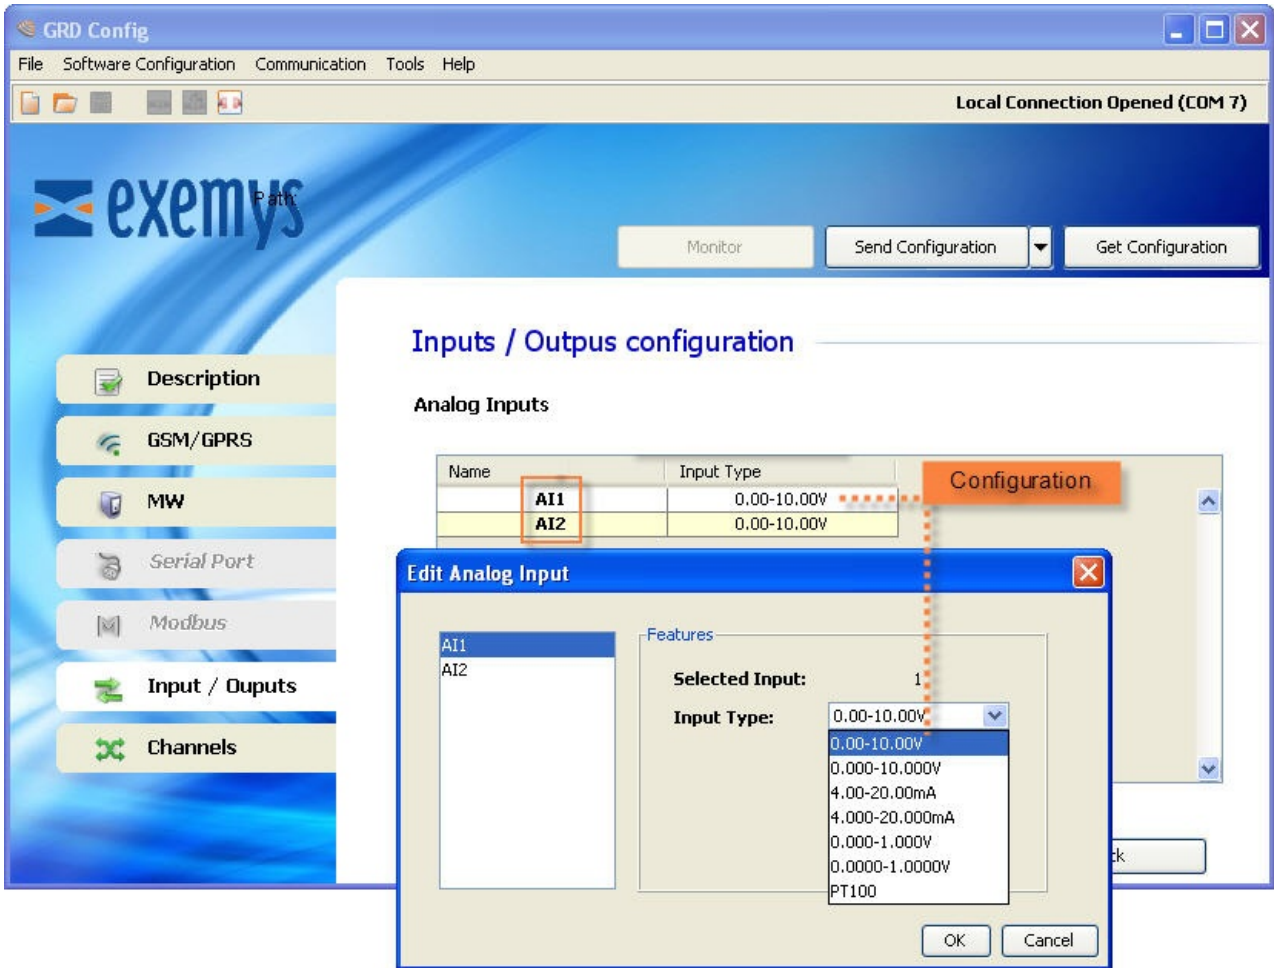 GRD Config
File Software Configuration Communication Tools Help
Local Connection Opened (COM 7)
exemys
Path:
Monitor Send Configuration Get Configuration
Inputs / Outpus configuration
Description
Analog Inputs
GSM/GPRS
Name Input Type
Configuration
AI1 0.00-10.00V
MW
AI2 0.00-10.00V
Serial Port
Edit Analog Input
Modbus
AI1
Features
AI2
Selected Input: 1
Input / Ouputs
Input Type: 0.00-10.00V
Channels
0.00-10.00V
0.000-10.000V
4.00-20.00mA
4.000-20.000mA
0.000-1.000V
0.0000-1.0000V
PT100
OK Cancel